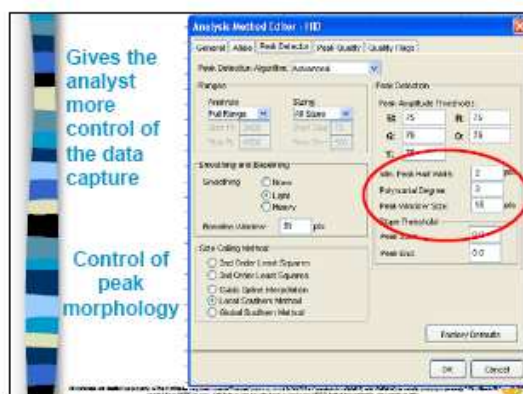 Gives the
analyst
more
control of
the data
capture
Control of
peak
morphology
Analysis Method Editor - HID
General Allele Peak Detector Peak Quality Quality Flags
Peak Detection Algorithm: Advanced
Ranges
Analysis
Sizing
Full Range
All Sizes
Smoothing and Baselining
Smoothing
None
Light
Heavy
Baseline Window: pts
Size Calling Method
2nd Order Least Squares
3rd Order Least Squares
Cubic Spline Interpolation
Local Southern Method
Global Southern Method
Peak Detection
Peak Amplitude Thresholds:
B: 75 R: 75
G: 75 O: 75
Y:
Min. Peak Half Width: 2 pts
Polynomial Degree: 3
Peak Window Size: pts
Slope Threshold
Peak Start: 0.0
Peak End: 0.0
Factory Defaults
OK Cancel